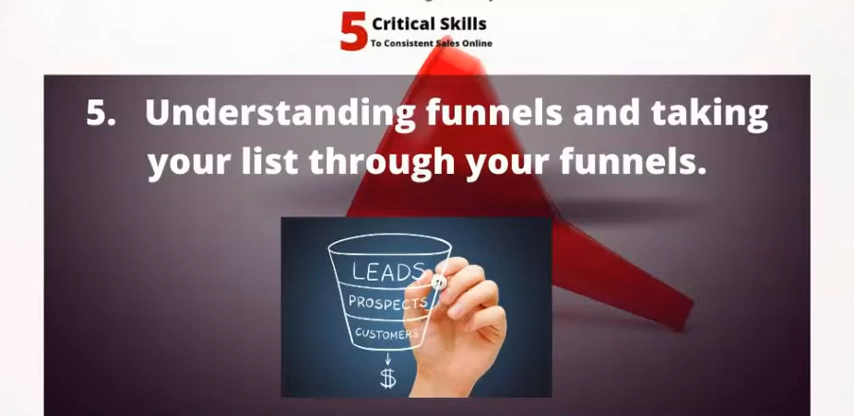 5 Critical Skills
To Consistent Sales Online
5. Understanding funnels and taking
your list through your funnels.
LEADS
PROSPECTS
CUSTOMERS
$